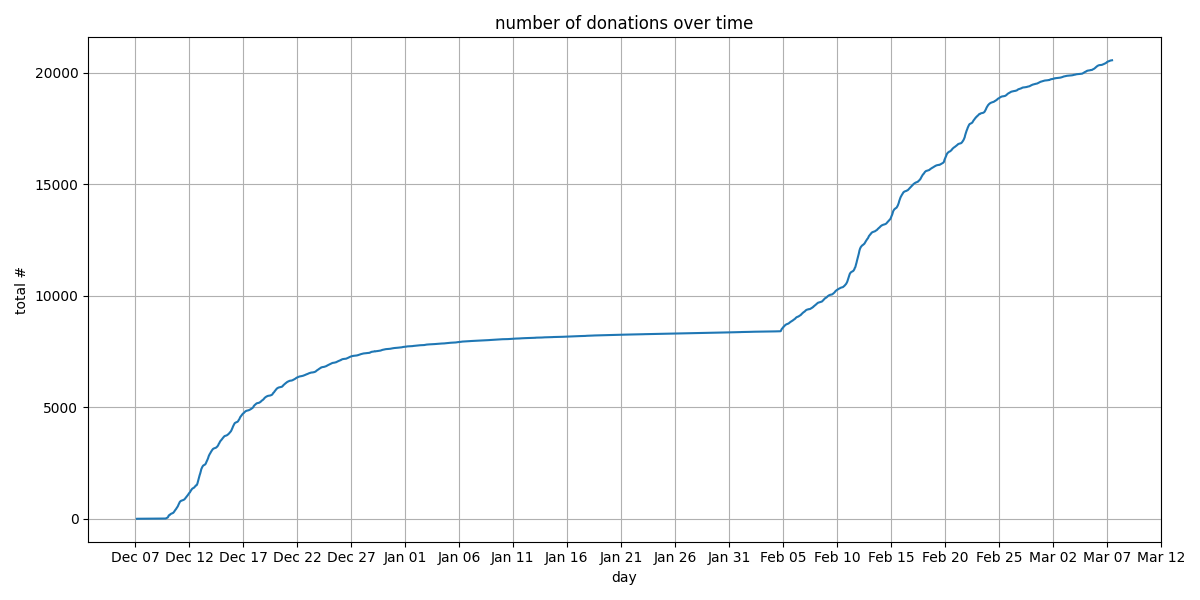 number of donations over time
total #
20000
15000
10000
5000
0
Dec 07 Dec 12 Dec 17 Dec 22 Dec 27 Jan 01 Jan 06 Jan 11 Jan 16 Jan 21 Jan 26 Jan 31 Feb 05 Feb 10 Feb 15 Feb 20 Feb 25 Mar 02 Mar 07 Mar 12
day